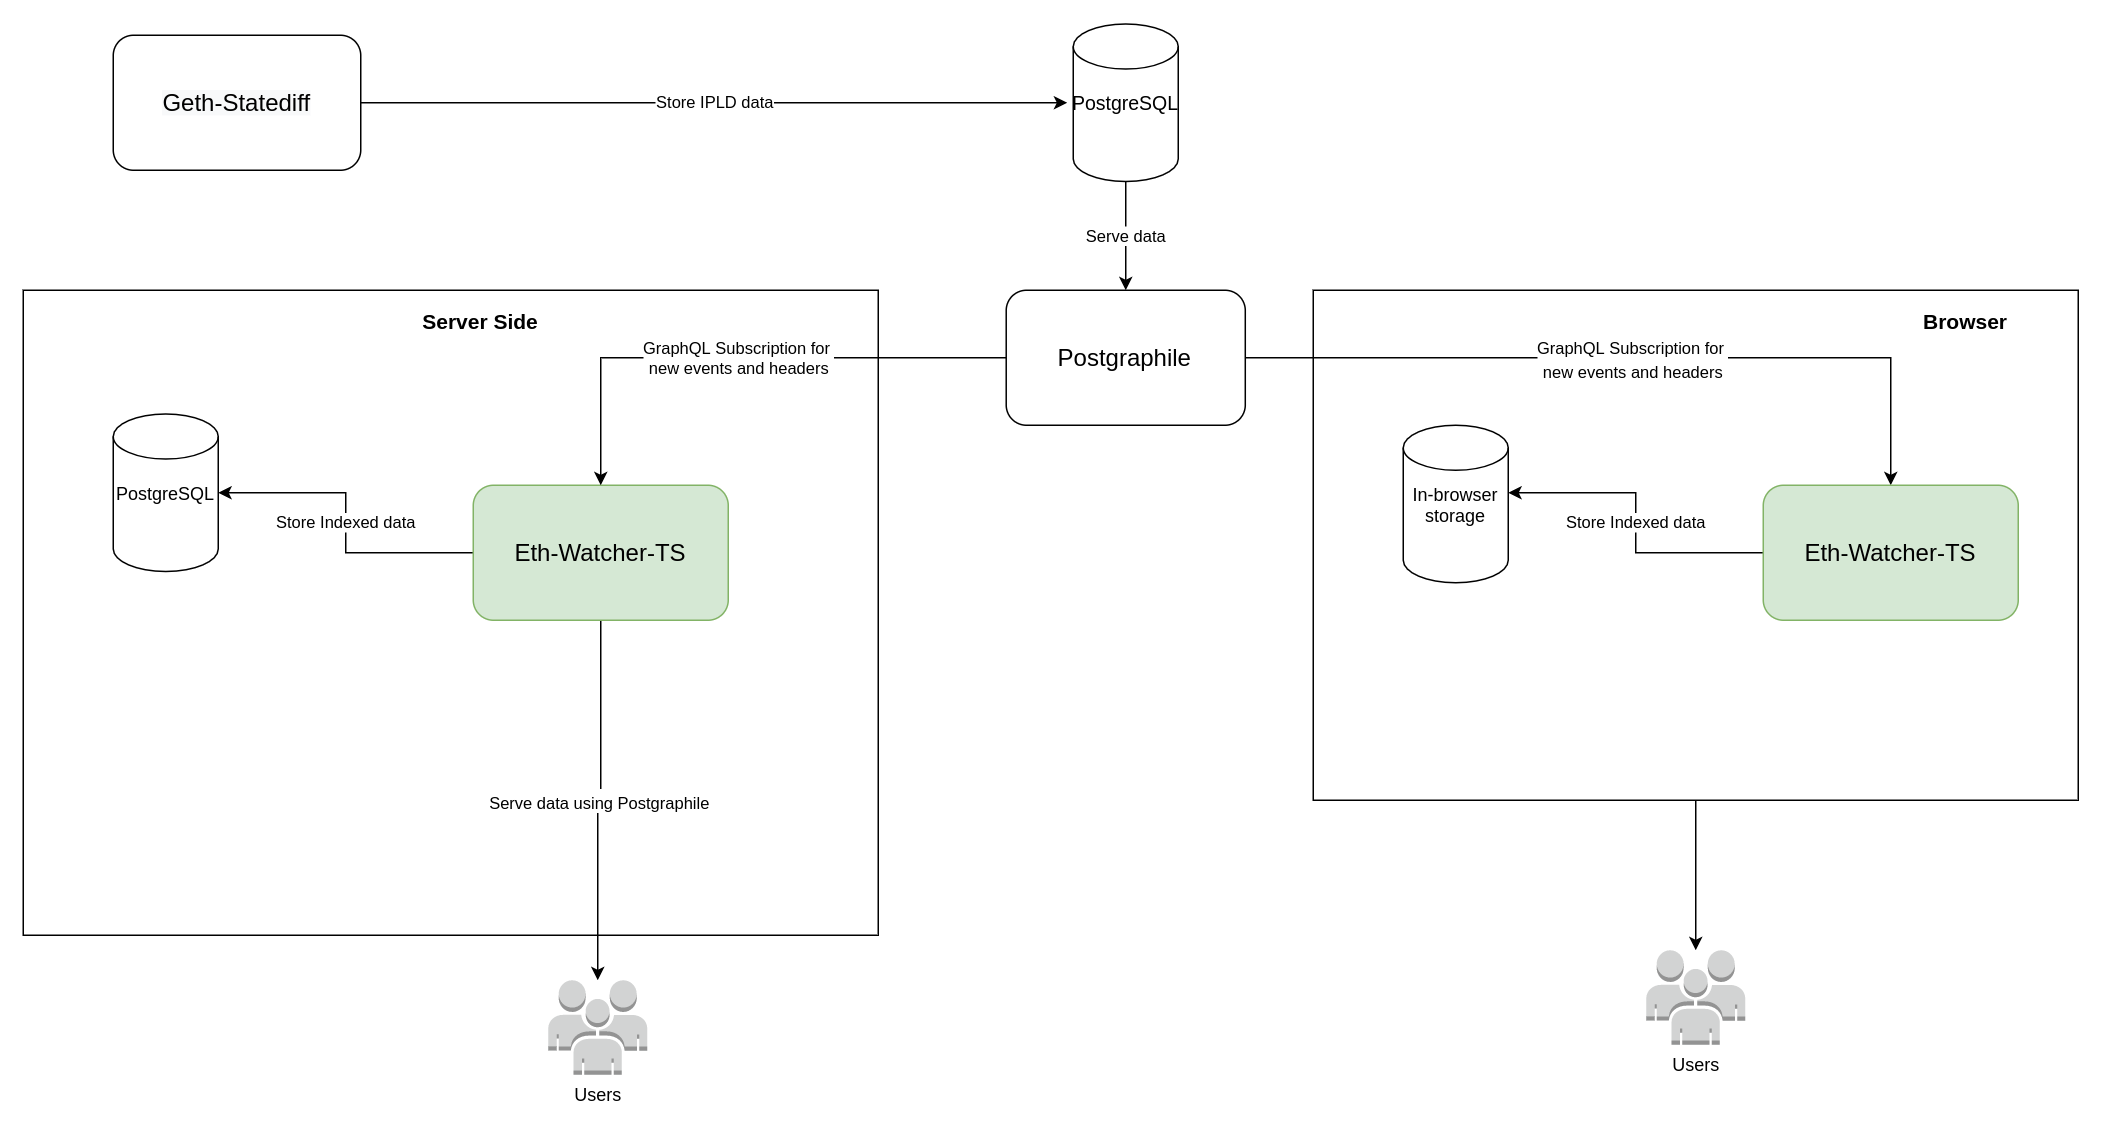 Geth-Statediff
Store IPLD data
PostgreSQL
Serve data
Server Side
GraphQL Subscription for
new events and headers
Postgraphile
GraphQL Subscription for
new events and headers
Browser
PostgreSQL
Store Indexed data
Eth-Watcher-TS
In-browser
storage
Store Indexed data
Eth-Watcher-TS
Serve data using Postgraphile
Users
Users